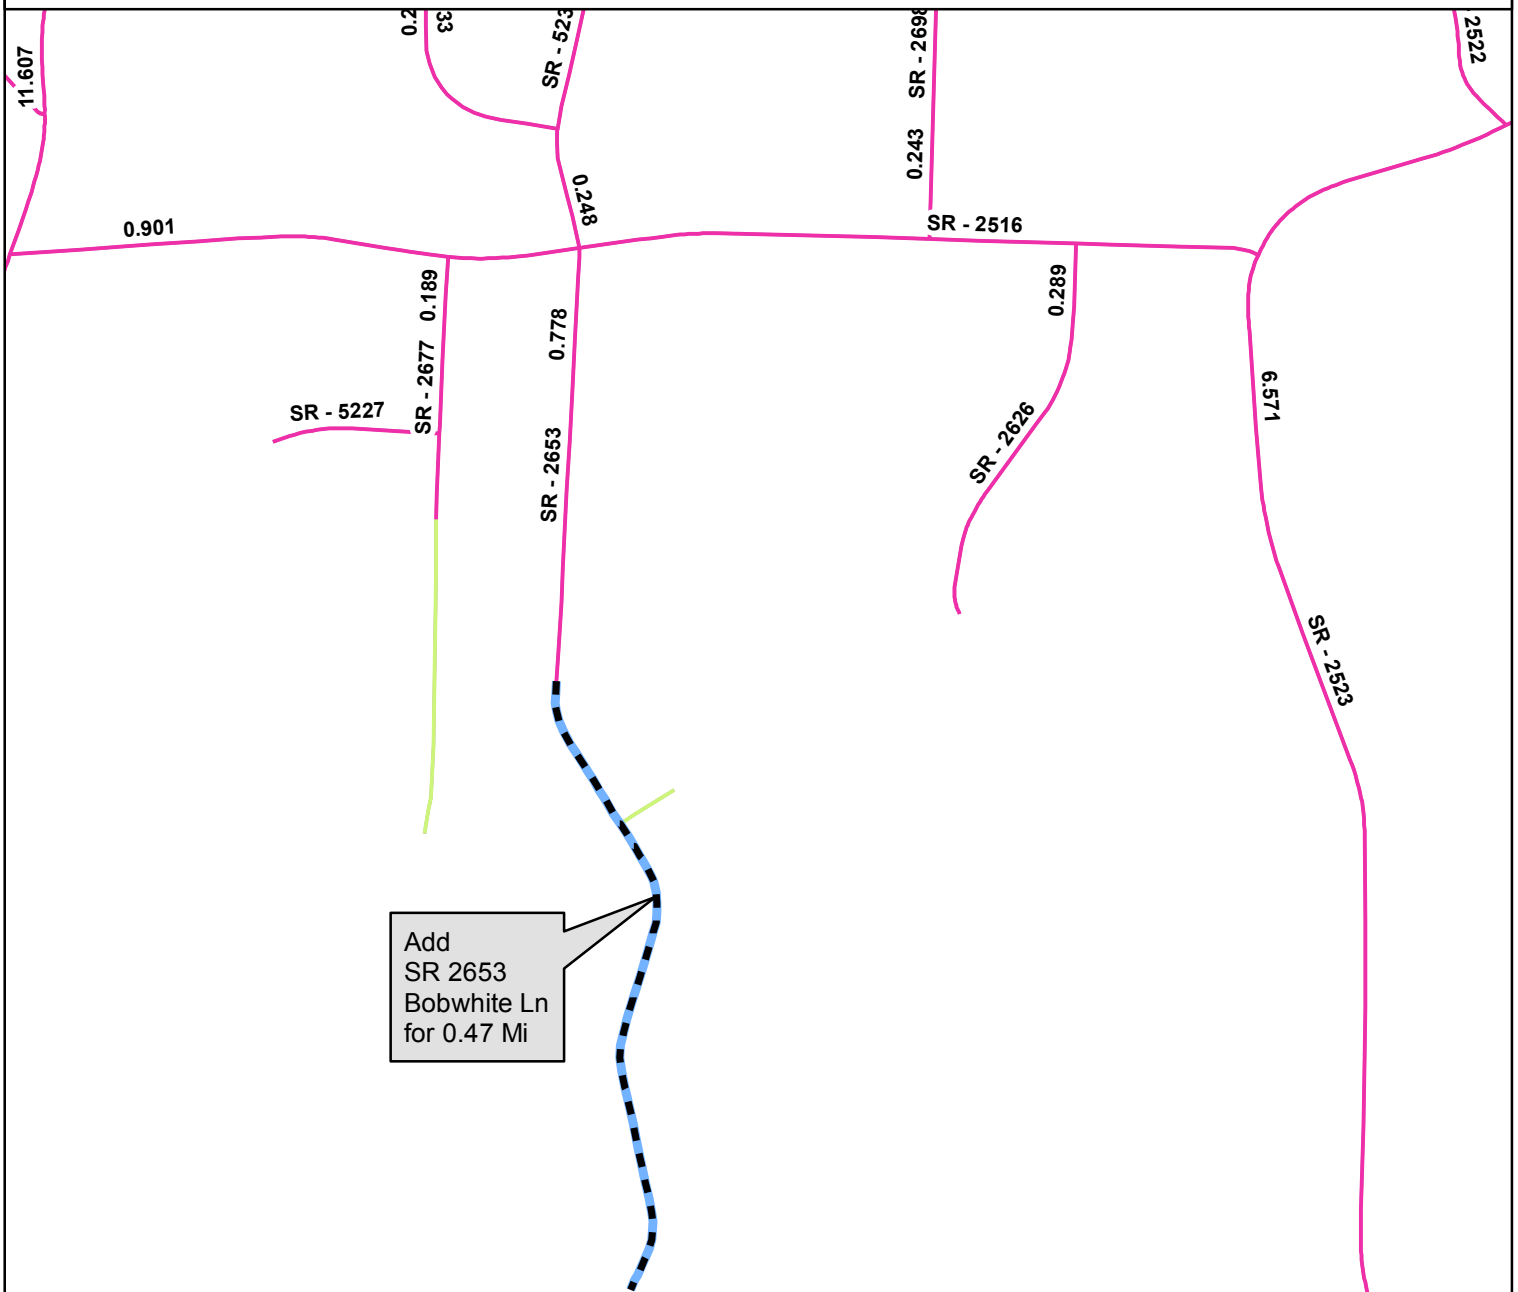 11.607
0.2
33
SR - 523
SR - 2698
2522
0.243
0.248
0.901
SR - 2516
0.189
0.778
0.289
SR - 2677
SR - 5227
SR - 2653
SR - 2626
6.571
SR - 2523
Add
SR 2653
Bobwhite Ln
for 0.47 Mi